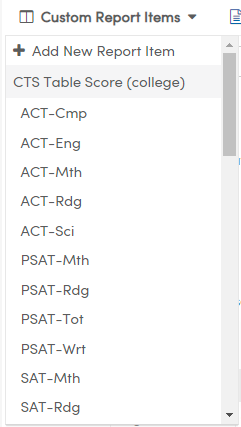 Custom Report Items
+ Add New Report Item
CTS Table Score (college)
ACT-Cmp
ACT-Eng
ACT-Mth
ACT-Rdg
ACT-Sci
PSAT-Mth
PSAT-Rdg
PSAT-Tot
PSAT-Wrt
SAT-Mth
SAT-Rdg